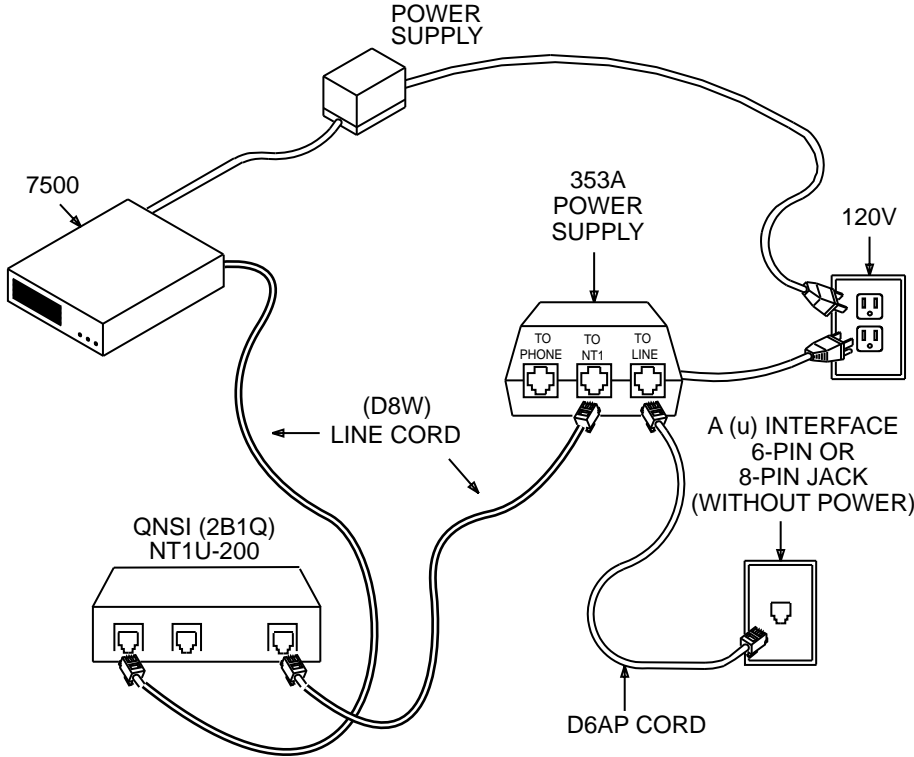 POWER
SUPPLY
7500
353A
POWER
SUPPLY
120V
TO
PHONE
TO
NT1
TO
LINE
(D8W)
LINE CORD
A (u) INTERFACE
6-PIN OR
8-PIN JACK
(WITHOUT POWER)
QNSI (2B1Q)
NT1U-200
D6AP CORD